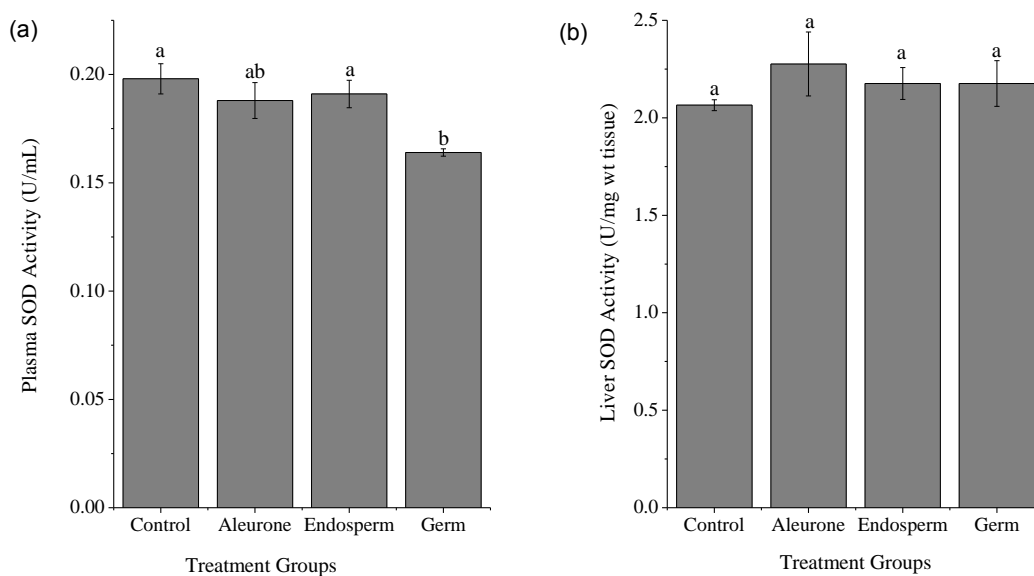 (a)
Plasma SOD Activity (U/mL)
0.20
0.15
0.10
0.05
0.00
a
ab
a
b
Control
Aleurone
Endosperm
Germ
Treatment Groups
(b)
Liver SOD Activity (U/mg wt tissue)
2.5
2.0
1.5
2.5
1.0
0.5
0.0
a
a
a
a
Control
Aleurone
Endosperm
Germ
Treatment Groups